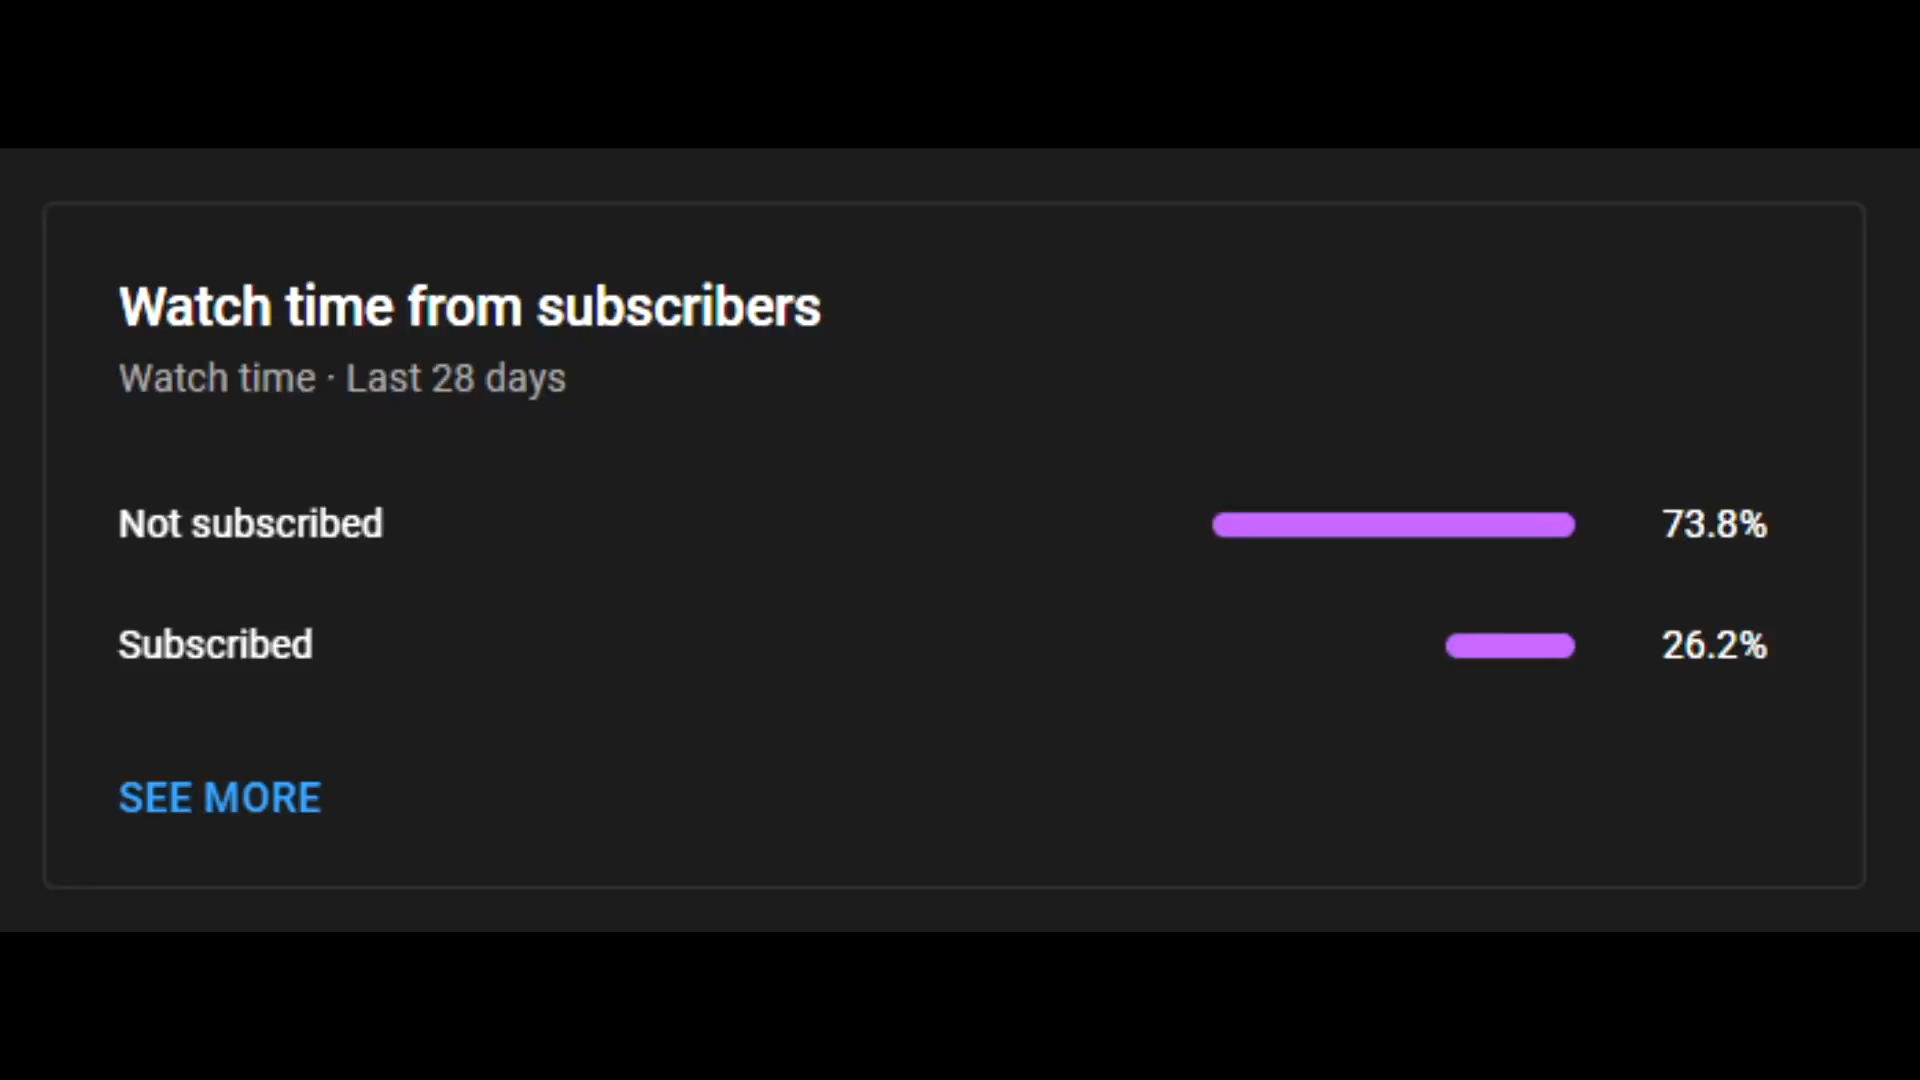 Watch time from subscribers
Watch time · Last 28 days
Not subscribed 73.8%
Subscribed 26.2%
SEE MORE